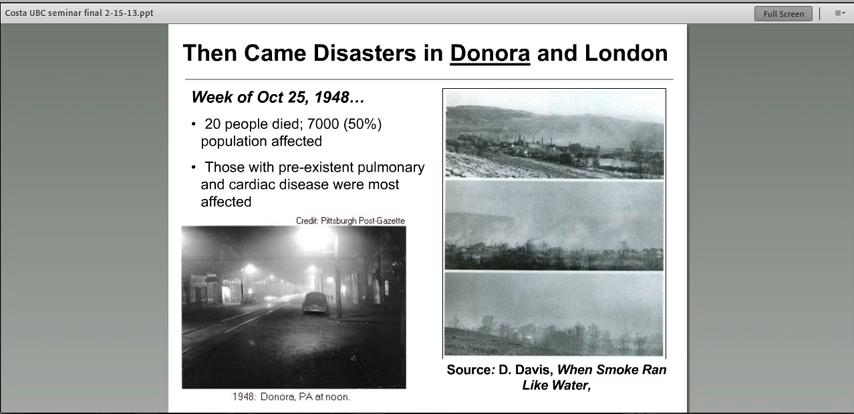 Costa UBC seminar final 2-15-13.ppt
Full Screen
Then Came Disasters in Donora and London
Week of Oct 25, 1948…
• 20 people died; 7000 (50%)
population affected
• Those with pre-existent pulmonary
and cardiac disease were most
affected
Credit: Pittsburgh Post-Gazette
1948: Donora, PA at noon.
Source: D. Davis, When Smoke Ran
Like Water,